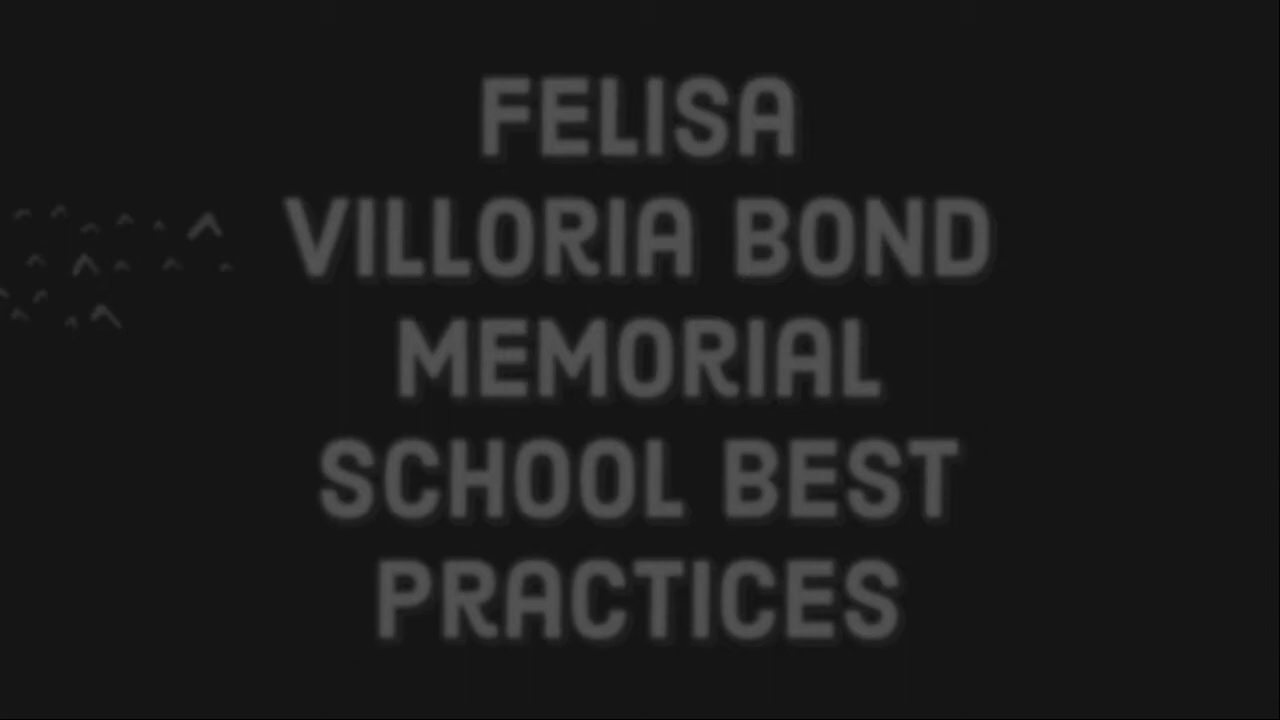 FELISA
VILLORIA BOND
MEMORIAL
SCHOOL BEST
PRACTICES